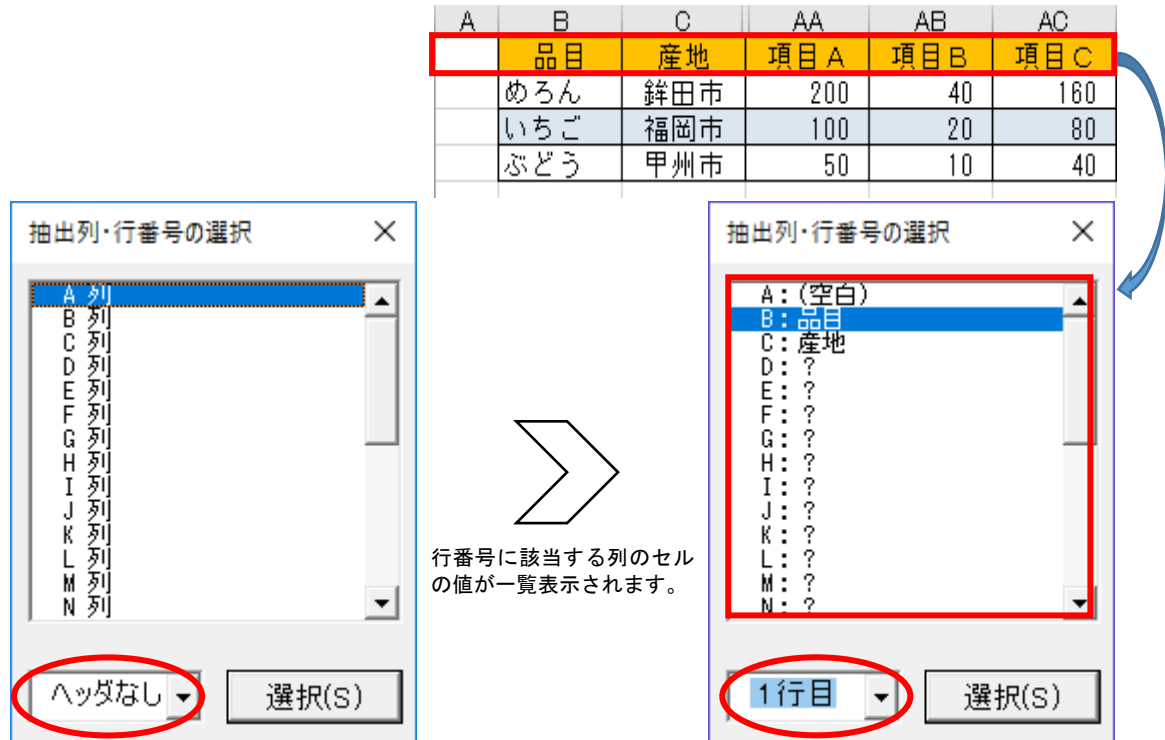 A B C AA AB AC
品目 産地 項目A 項目B 項目C
めろん 鉾田市 200 40 160
いちご 福岡市 100 20 80
ぶどう 甲州市 50 10 40
抽出列・行番号の選択 ×
A 列
B 列
C 列
D 列
E 列
F 列
G 列
H 列
I 列
J 列
K 列
L 列
M 列
N 列
ヘッダなし 選択(S)
行番号に該当する列のセル
の値が一覧表示されます。
抽出列・行番号の選択 ×
A:(空白)
B:品目
C:産地
D:?
E:?
F:?
G:?
H:?
I:?
J:?
K:?
L:?
M:?
N:?
1行目 選択(S)